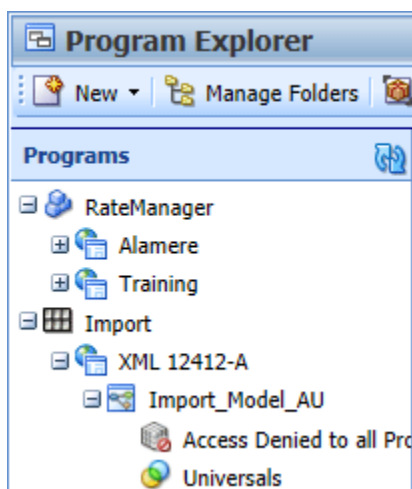 Program Explorer
New Manage Folders
Programs
RateManager
Alamere
Training
Import
XML 12412-A
Import_Model_AU
Access Denied to all Pro
Universals